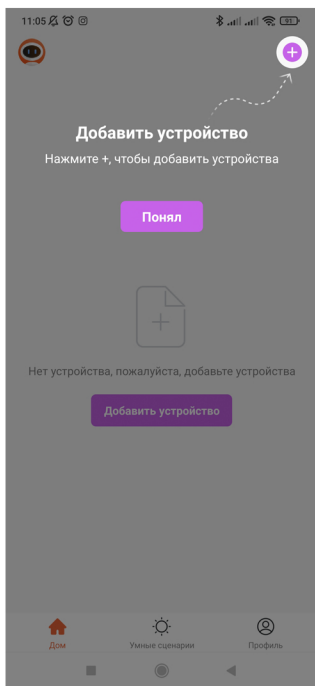 11:05
91
Добавить устройство
Нажмите +, чтобы добавить устройства
Понял
Нет устройства, пожалуйста, добавьте устройства
Добавить устройство
Дом
Умные сценарии
Профиль